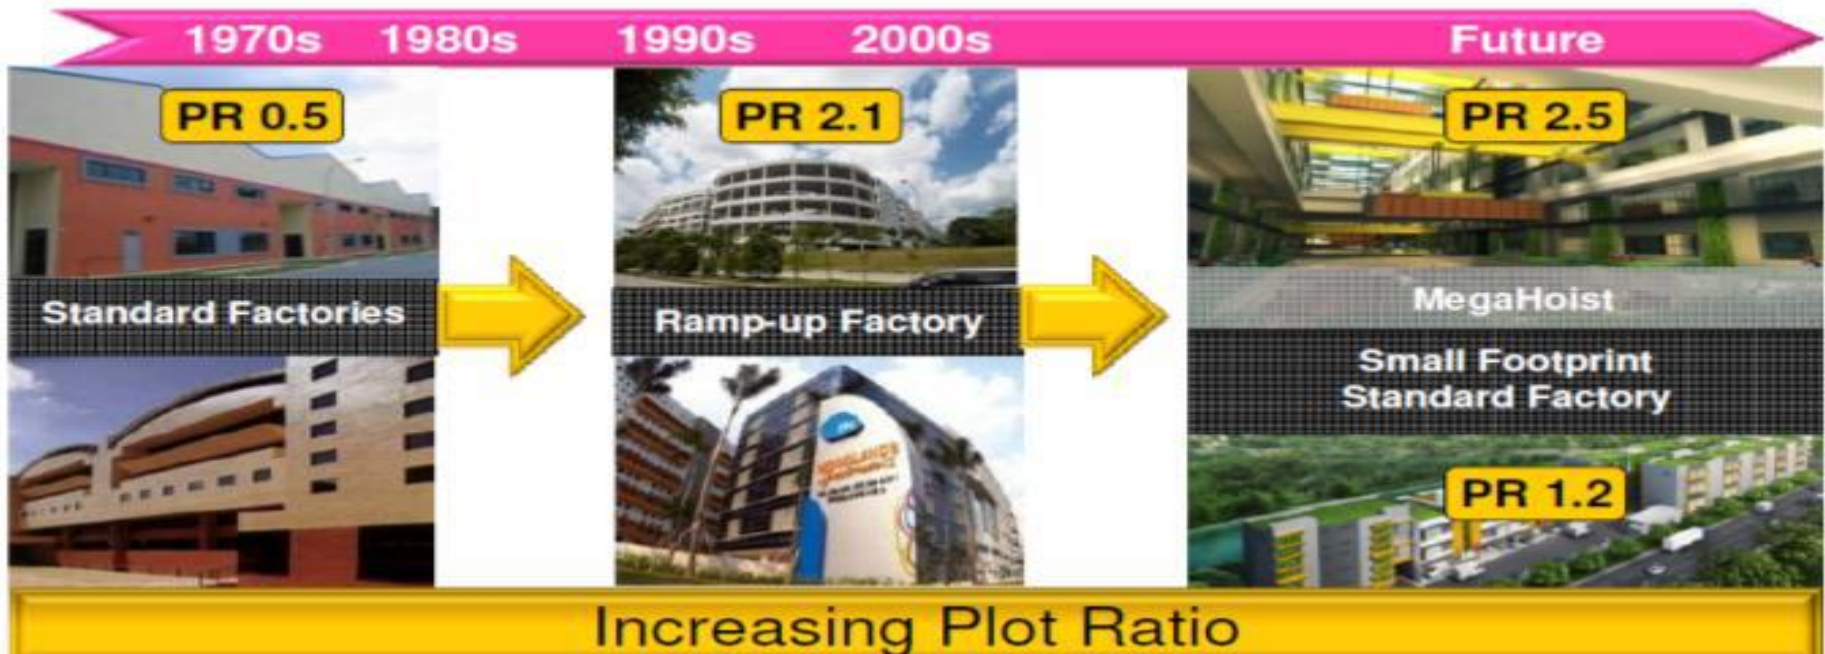 1970s 1980s 1990s 2000s Future
PR 0.5
PR 2.1
PR 2.5
Standard Factories
Ramp-up Factory
MegaHoist
Small Footprint
Standard Factory
PR 1.2
Increasing Plot Ratio